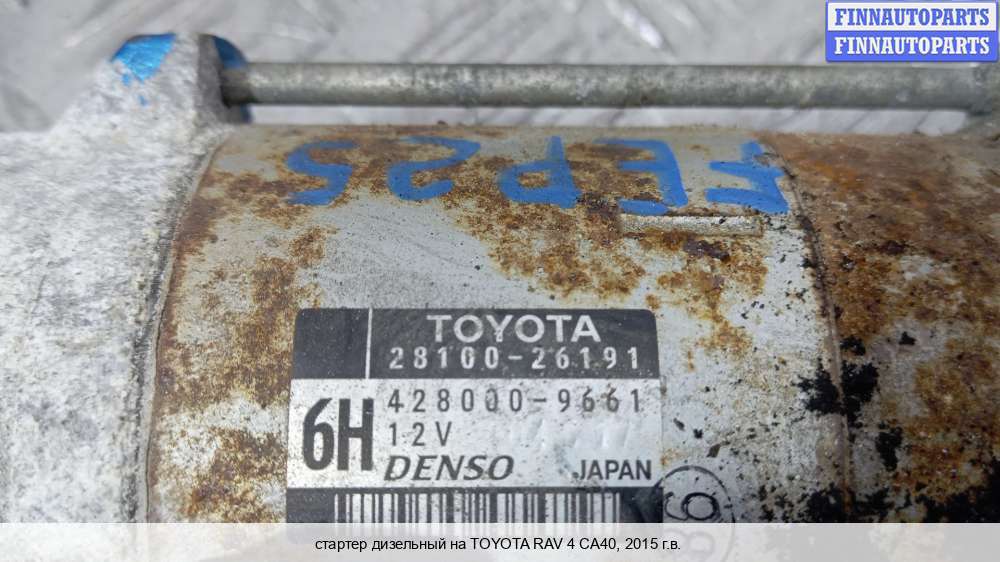 FINNAUTOPARTS
FINNAUTOPARTS
FEP25
TOYOTA
28100-26191
6H
428000-9661
12V
DENSO
JAPAN
стартер дизельный на TOYOTA RAV 4 CA40, 2015 г.в.